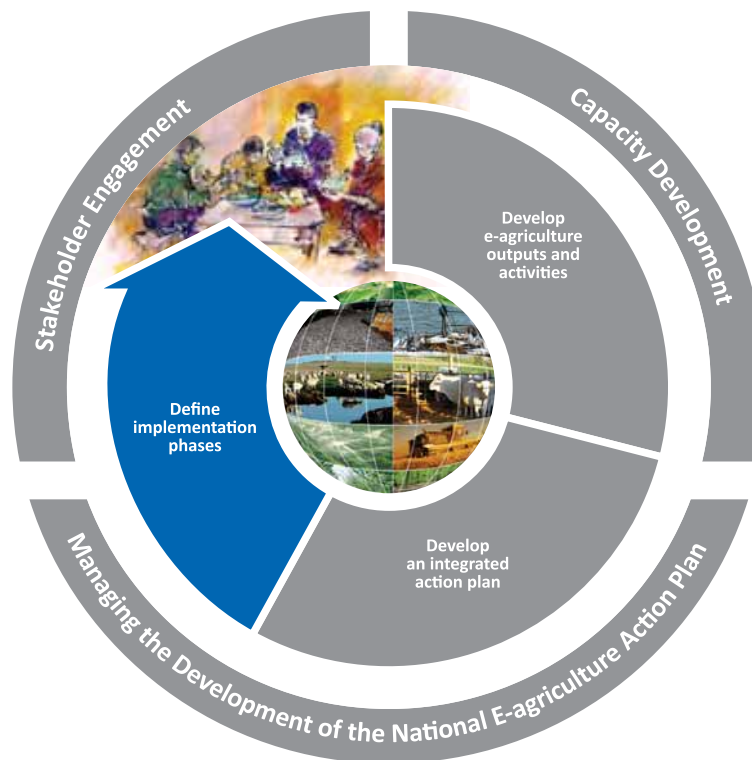 Stakeholder Engagement
Capacity Development
Develop
e-agriculture
outputs and
activities
Define
implementation
phases
Develop
an integrated
action plan
Managing the Development of the National E-agriculture Action Plan